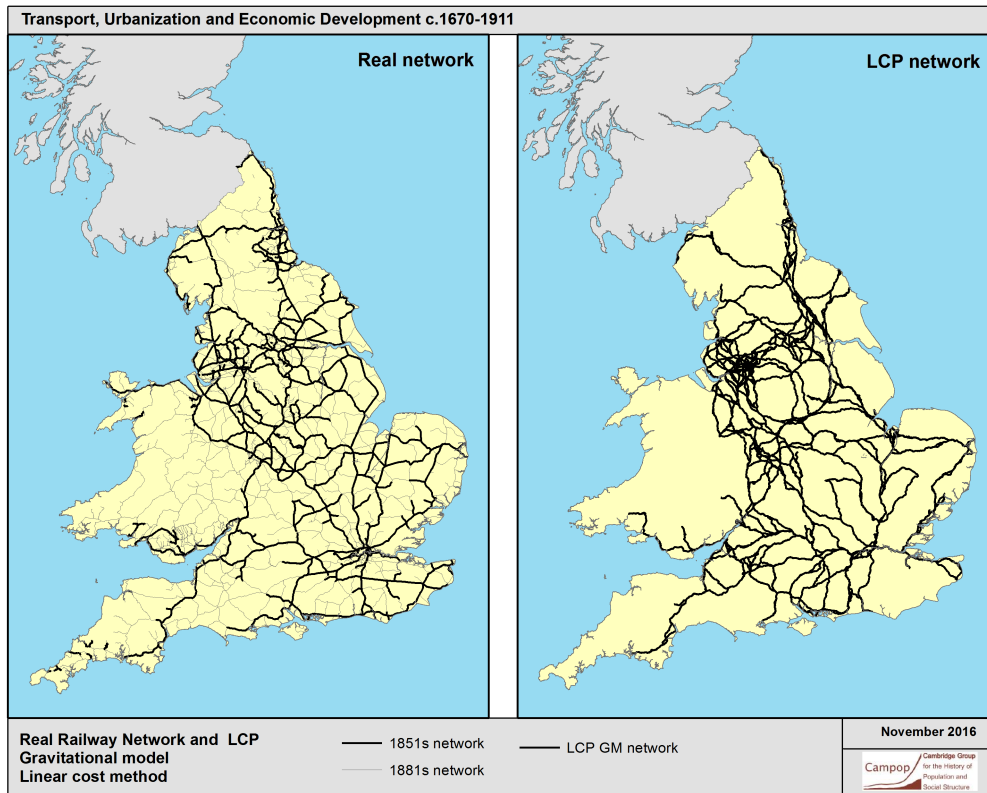 Transport, Urbanization and Economic Development c.1670-1911
Real network
LCP network
Real Railway Network and LCP
Gravitational model
Linear cost method
1851s network
1881s network
LCP GM network
November 2016
Campop
Cambridge Group
for the History of
Population and
Social Structure